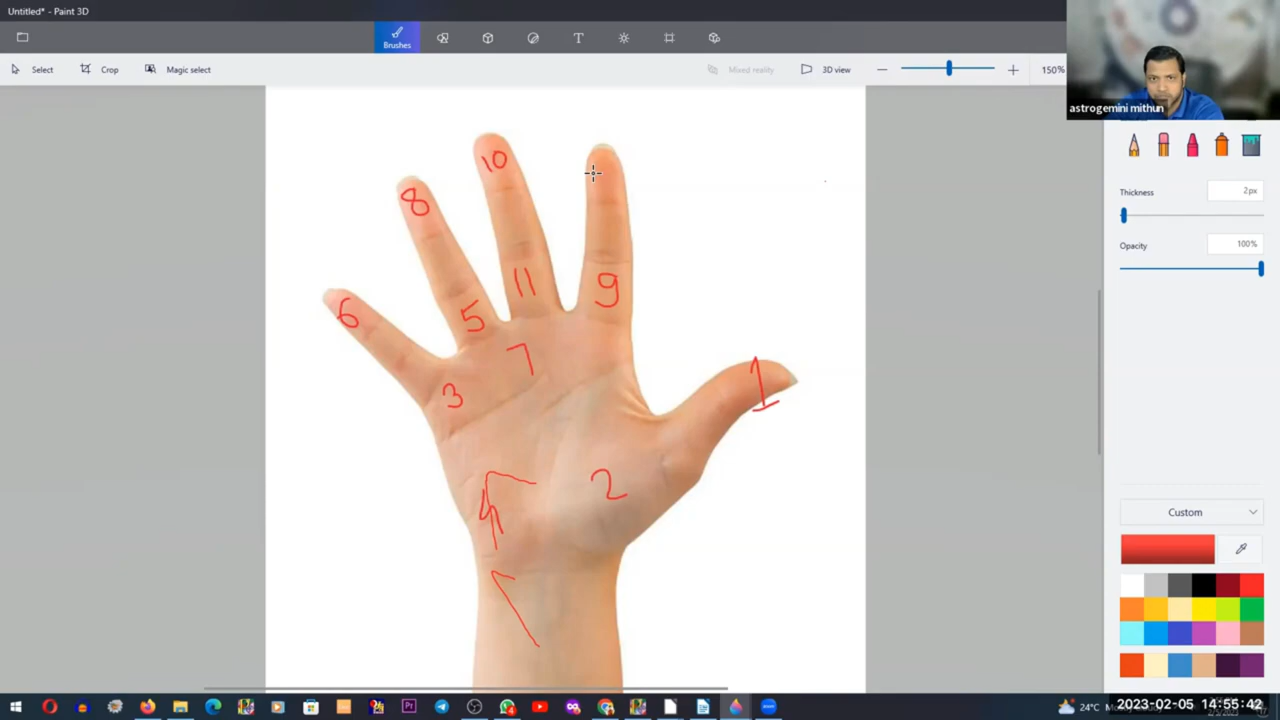 Untitled* - Paint 3D
Brushes
Select
Crop
Magic select
Mixed reality
3D view
150%
astrogemini mithun
Thickness
2px
Opacity
100%
Custom
10
8
11
9
6
5
7
1
3
2
4
24°C
2023-02-05 14:55:42